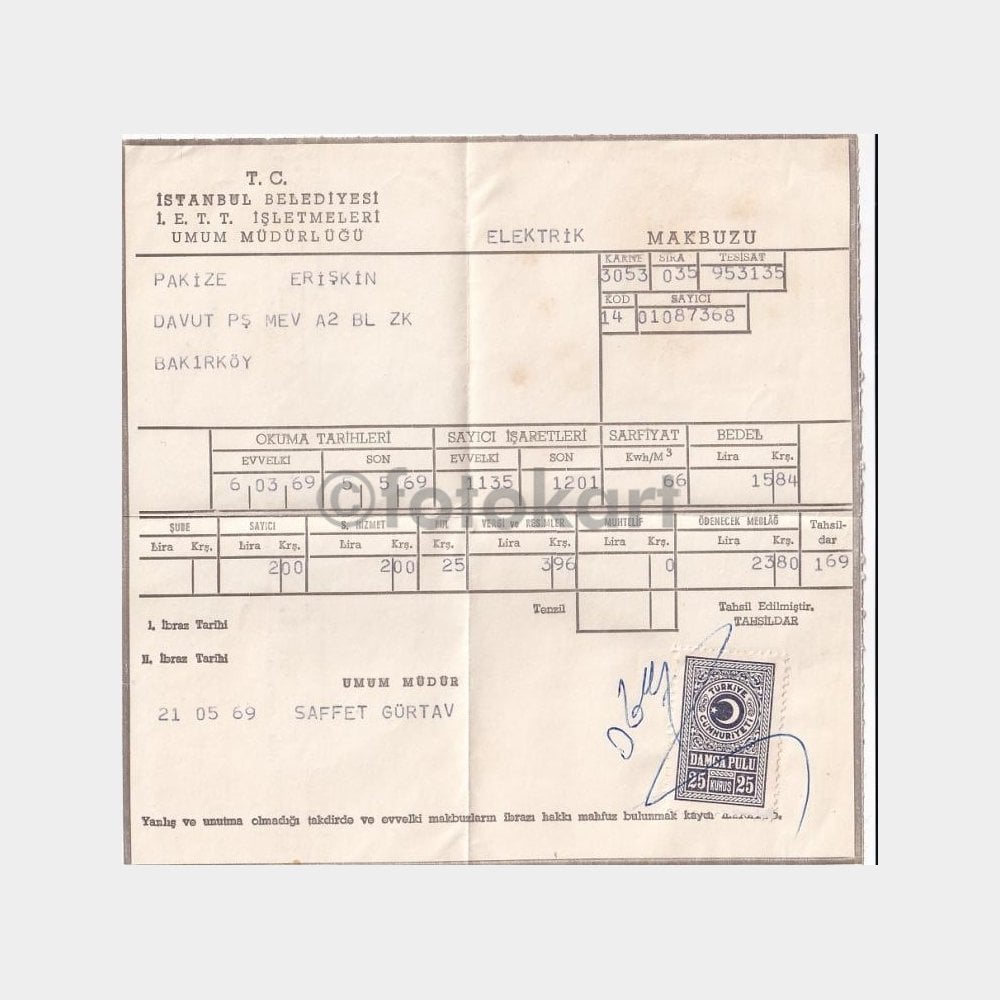 T. C.
İSTANBUL BELEDİYESİ
İ. E. T. T. İŞLETMELERİ
UMUM MÜDÜRLÜĞÜ
ELEKTRİK MAKBUZU
KARNE SIRA TESİSAT
3053 035 953135
PAKİZE ERİŞKİN
KOD SAYICI
14 01087368
DAVUT PŞ MEV A2 BL ZK
BAKIRKÖY
OKUMA TARİHLERİ SAYICI İŞARETLERİ SARFİYAT BEDEL
EVVELKİ SON EVVELKİ SON Kwh/M³ Lira Krş.
6 03 69 5 5 69 1135 1201 66 1584
©fotokart
ŞUBE SAYICI S. HİZMET PUL VERGİ ve RESİMLER MUHTELİF ÖDENECEK MEBLÂĞ Tahsil-
dar
Lira Krş. Lira Krş. Lira Krş. Krş. Lira Krş. Lira Krş. Lira Krş.
200 200 25 396 0 2380 169
Tenzil
Tahsil Edilmiştir.
TAHSİLDAR
I. İbraz Tarihi
II. İbraz Tarihi
UMUM MÜDÜR
21 05 69 SAFFET GÜRTAV
TÜRKİYE
CUMHURİYETİ
DAMGA PULU
25 KURUŞ 25
Yanlış ve unutma olmadığı takdirde ve evvelki makbuzların ibrazı hakkı mahfuz bulunmak